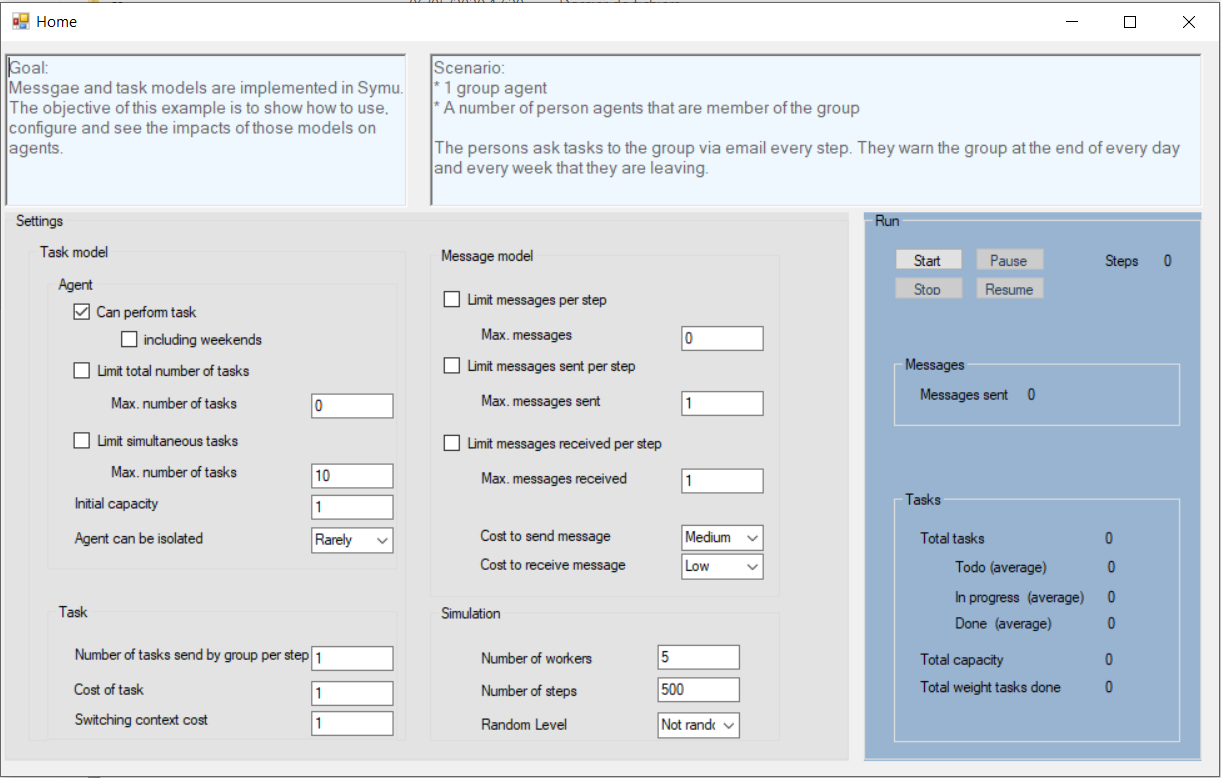 Home
Goal:
Messgae and task models are implemented in Symu.
The objective of this example is to show how to use,
configure and see the impacts of those models on
agents.
Scenario:
* 1 group agent
* A number of person agents that are member of the group
The persons ask tasks to the group via email every step. They warn the group at the end of every day
and every week that they are leaving.
Settings
Task model
Agent
Can perform task
including weekends
Limit total number of tasks
Max. number of tasks 0
Limit simultaneous tasks
Max. number of tasks 10
Initial capacity 1
Agent can be isolated Rarely
Task
Number of tasks send by group per step 1
Cost of task 1
Switching context cost 1
Message model
Limit messages per step
Max. messages 0
Limit messages sent per step
Max. messages sent 1
Limit messages received per step
Max. messages received 1
Cost to send message Medium
Cost to receive message Low
Simulation
Number of workers 5
Number of steps 500
Random Level Not
Run
Start Pause Steps 0
Stop Resume
Messages
Messages sent 0
Tasks
Total tasks 0
Todo (average) 0
In progress (average) 0
Done (average) 0
Total capacity 0
Total weight tasks done 0